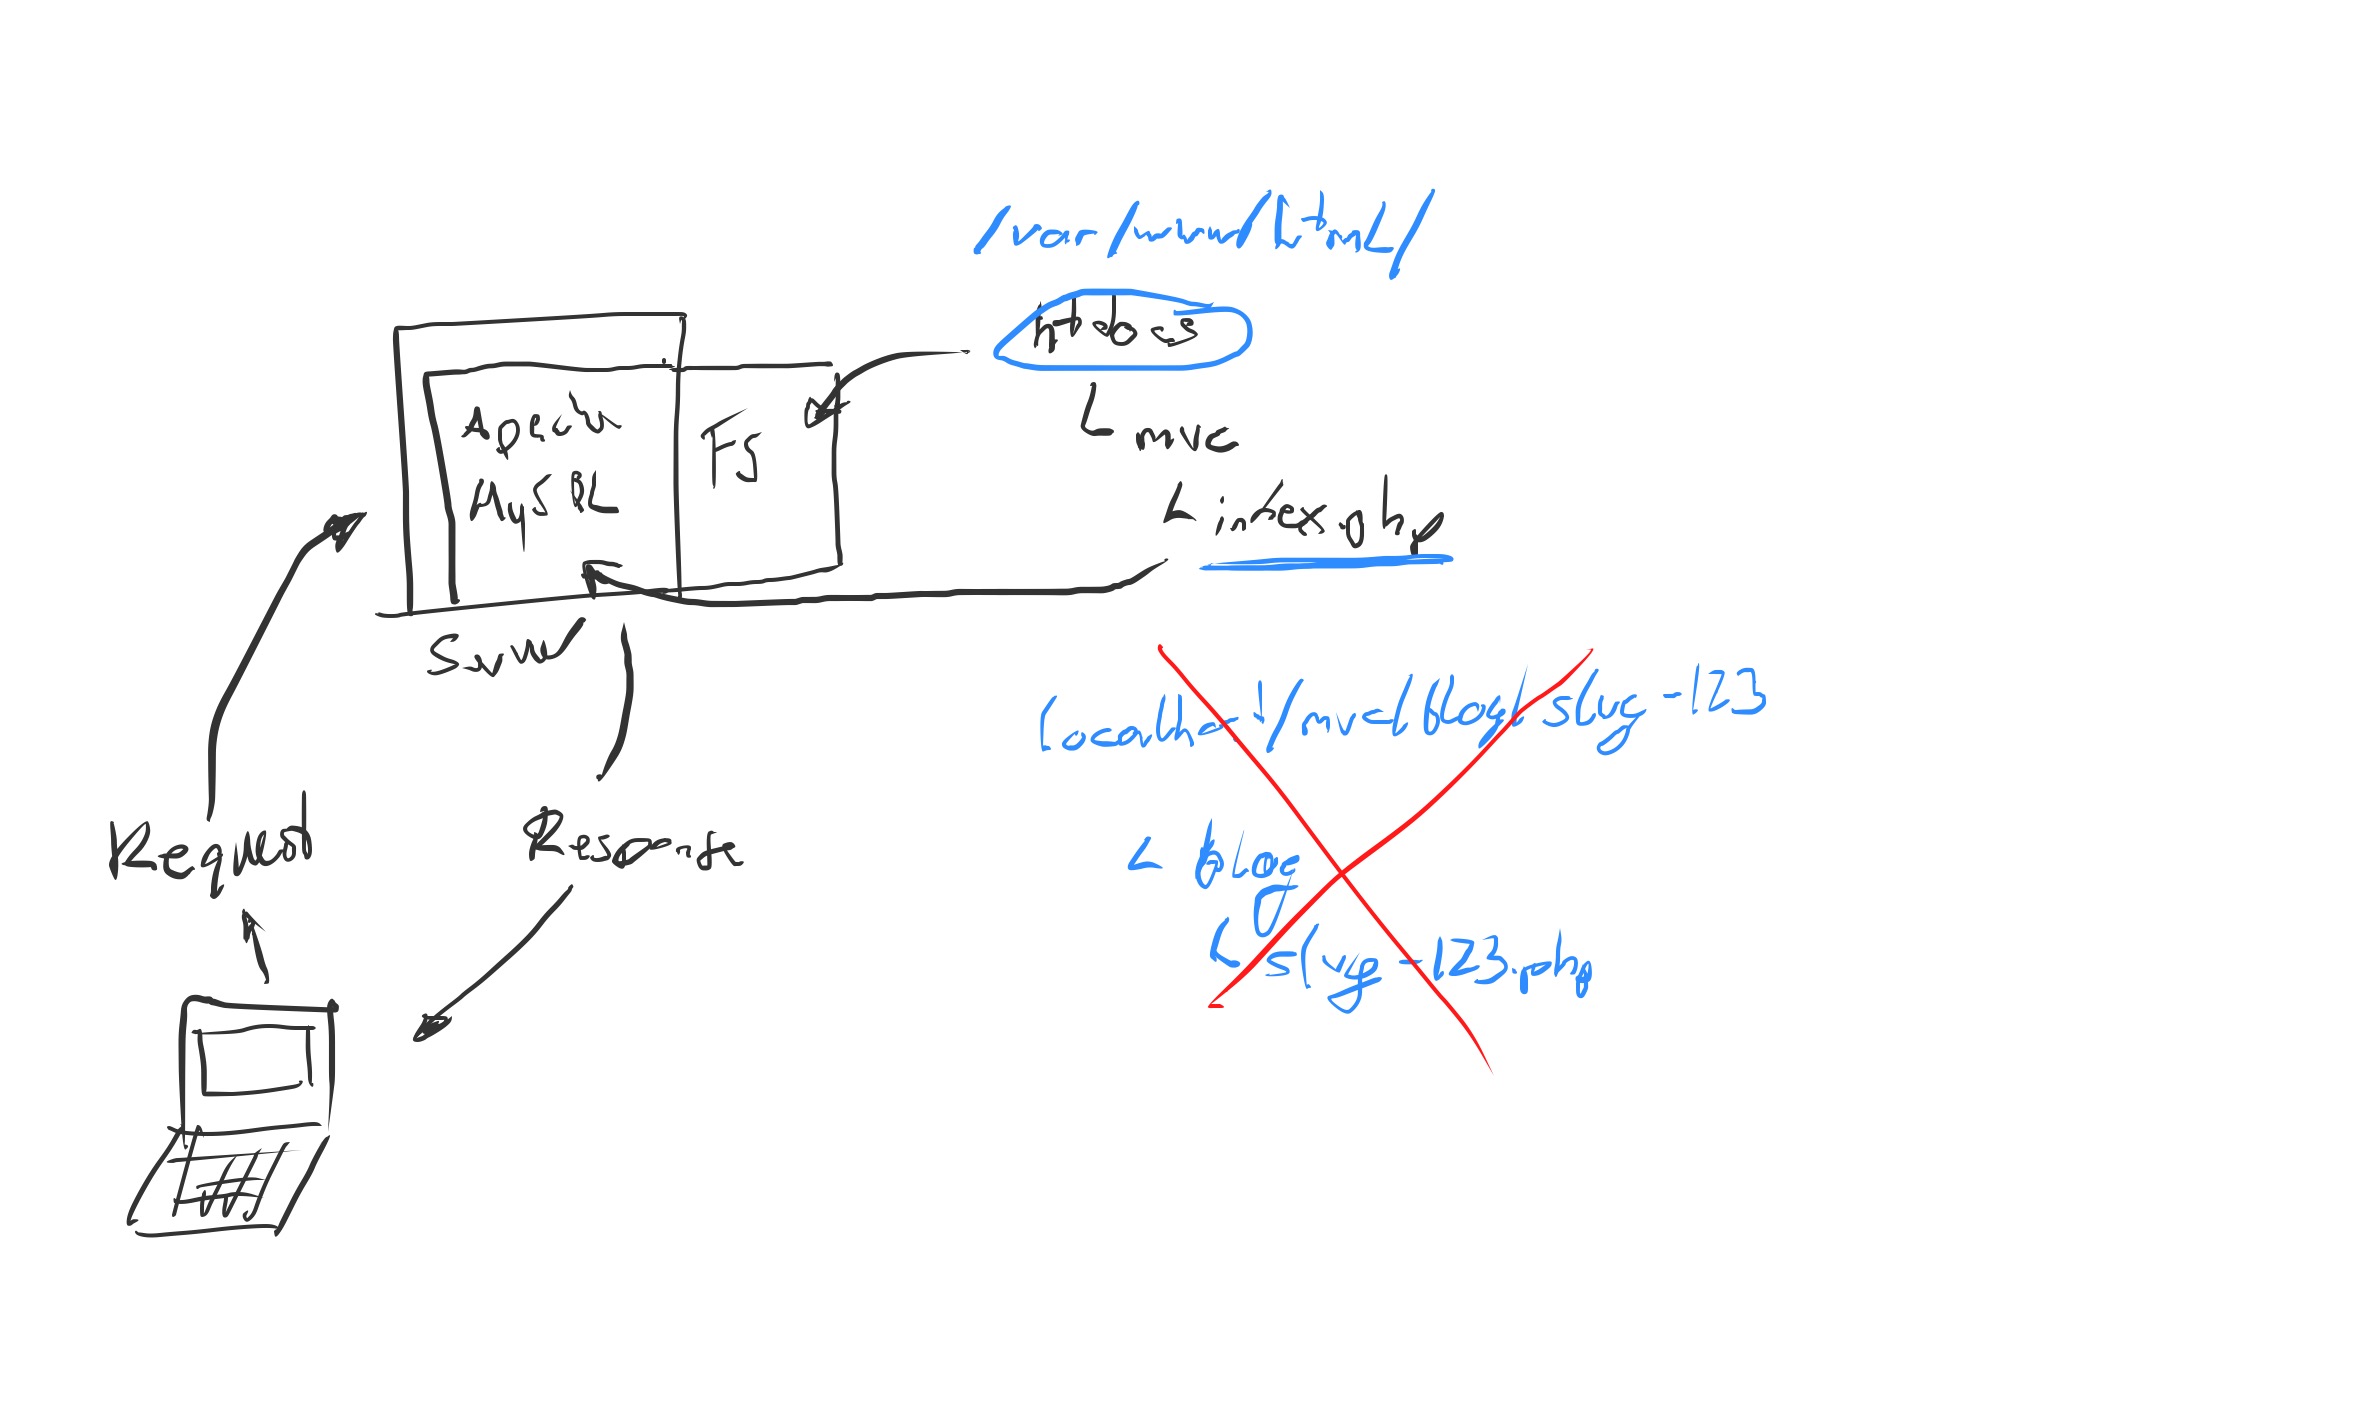 /var/www/html/
htdocs
mvc
index.php
Apache
MySQL
FS
Server
Request
Response
localhost/mvc/blog/slug-123
blog
slug-123.php